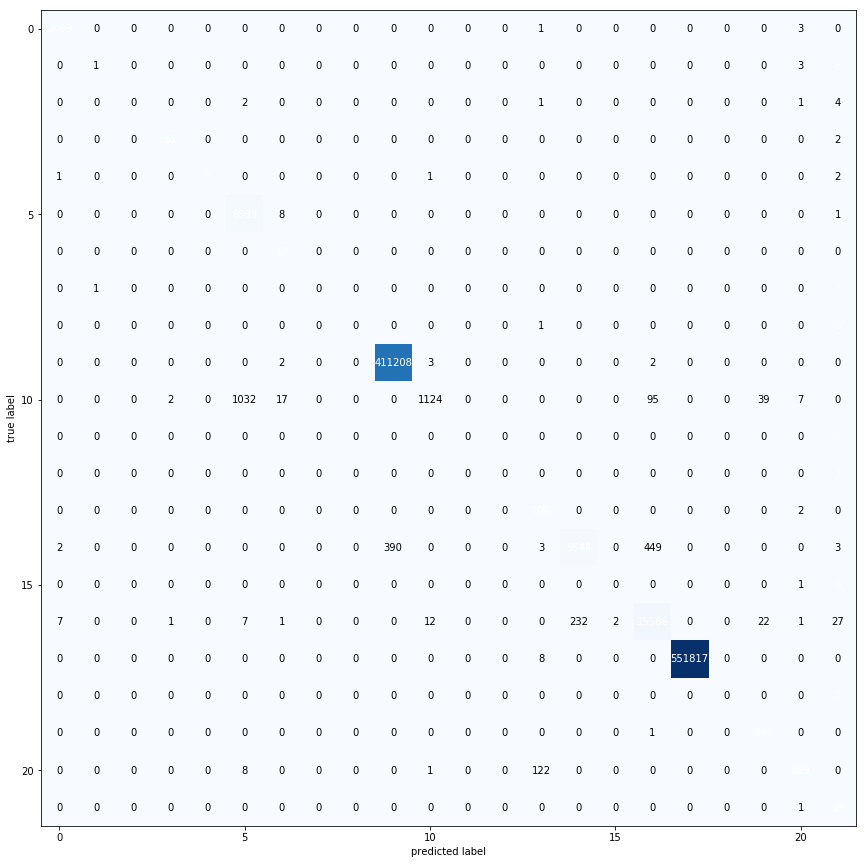 0 0 0 0 0 0 0 0 0 0 0 0 0 1 0 0 0 0 0 0 3 0
0 1 0 0 0 0 0 0 0 0 0 0 0 0 0 0 0 0 0 0 3
0 0 0 0 0 2 0 0 0 0 0 0 0 1 0 0 0 0 0 0 1 4
0 0 0 0 0 0 0 0 0 0 0 0 0 0 0 0 0 0 0 0 2
1 0 0 0 0 0 0 0 0 1 0 0 0 0 0 0 0 0 0 0 2
5 0 0 0 0 0 8 0 0 0 0 0 0 0 0 0 0 0 0 0 0 1
0 0 0 0 0 0 0 0 0 0 0 0 0 0 0 0 0 0 0 0 0
0 1 0 0 0 0 0 0 0 0 0 0 0 0 0 0 0 0 0 0 0
0 0 0 0 0 0 0 0 0 0 0 0 0 1 0 0 0 0 0 0 0
0 0 0 0 0 0 2 0 0 411208 3 0 0 0 0 0 2 0 0 0 0 0
10 0 0 0 2 0 1032 17 0 0 0 1124 0 0 0 0 0 95 0 0 39 7 0
0 0 0 0 0 0 0 0 0 0 0 0 0 0 0 0 0 0 0 0 0
0 0 0 0 0 0 0 0 0 0 0 0 0 0 0 0 0 0 0 0 0
0 0 0 0 0 0 0 0 0 0 0 0 0 0 0 0 0 0 0 2 0
2 0 0 0 0 0 0 0 0 390 0 0 0 3 0 449 0 0 0 0 3
15 0 0 0 0 0 0 0 0 0 0 0 0 0 0 0 0 0 0 0 0 1
7 0 0 1 0 7 1 0 0 0 12 0 0 0 232 2 0 0 22 1 27
0 0 0 0 0 0 0 0 0 0 0 0 0 8 0 0 0 551817 0 0 0 0
0 0 0 0 0 0 0 0 0 0 0 0 0 0 0 0 0 0 0 0 0
0 0 0 0 0 0 0 0 0 0 0 0 0 0 0 0 1 0 0 0 0
20 0 0 0 0 0 8 0 0 0 0 1 0 0 122 0 0 0 0 0 0 0
0 0 0 0 0 0 0 0 0 0 0 0 0 0 0 0 0 0 0 0 1
0 5 10 15 20
predicted label
true label